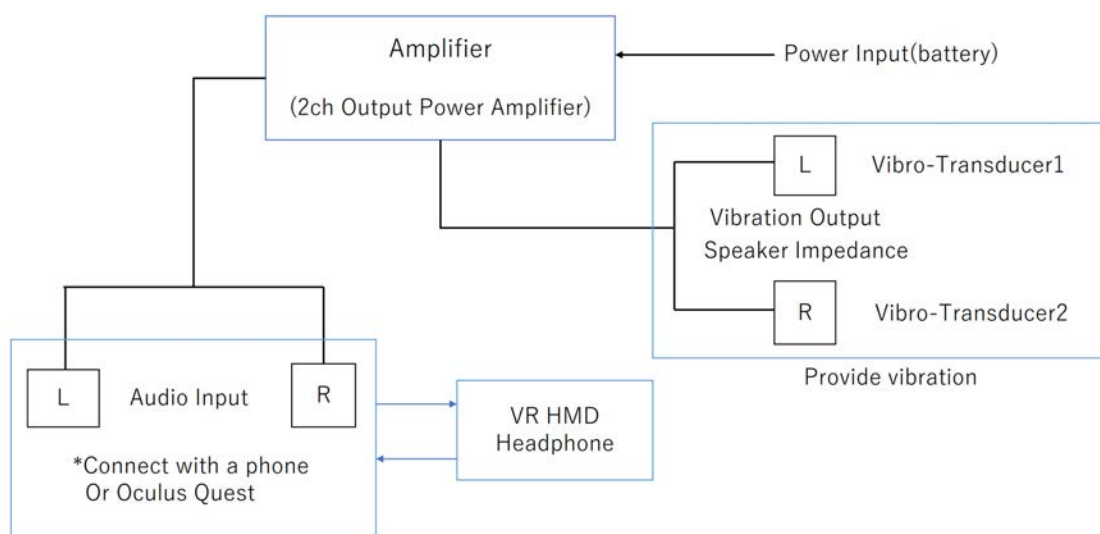 Amplifier
(2ch Output Power Amplifier)
Power Input(battery)
L
Vibro-Transducer1
Vibration Output
Speaker Impedance
R
Vibro-Transducer2
Provide vibration
L
Audio Input
R
*Connect with a phone
Or Oculus Quest
VR HMD
Headphone